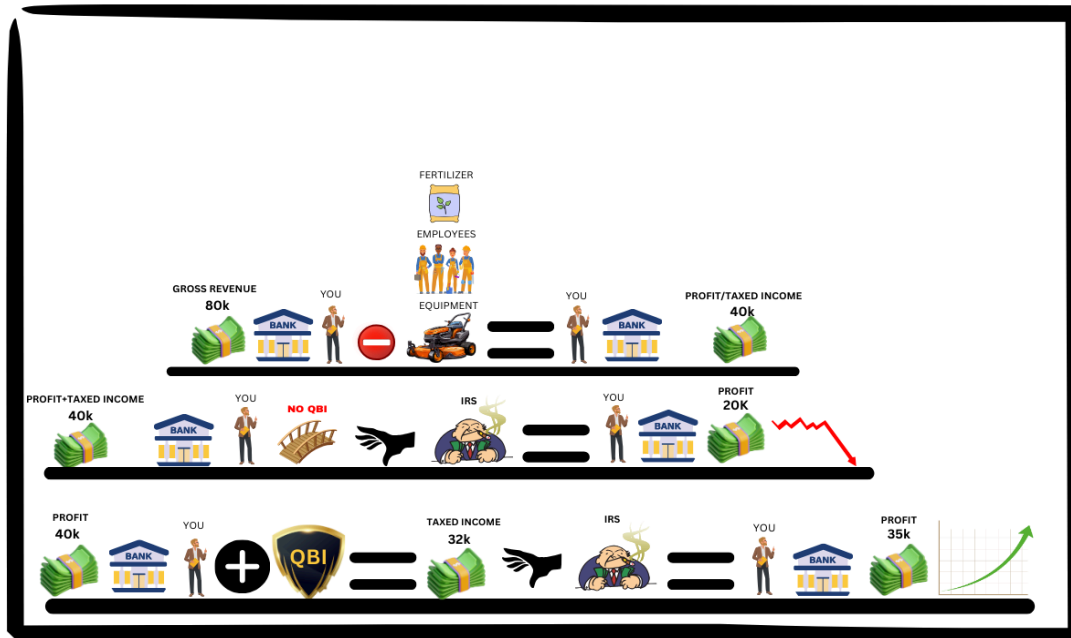 FERTILIZER
EMPLOYEES
EQUIPMENT
GROSS REVENUE
80k
BANK
YOU
YOU
BANK
PROFIT/TAXED INCOME
40k
PROFIT+TAXED INCOME
40k
BANK
YOU
NO QBI
IRS
YOU
BANK
PROFIT
20K
PROFIT
40k
BANK
YOU
QBI
TAXED INCOME
32k
IRS
YOU
BANK
PROFIT
35k